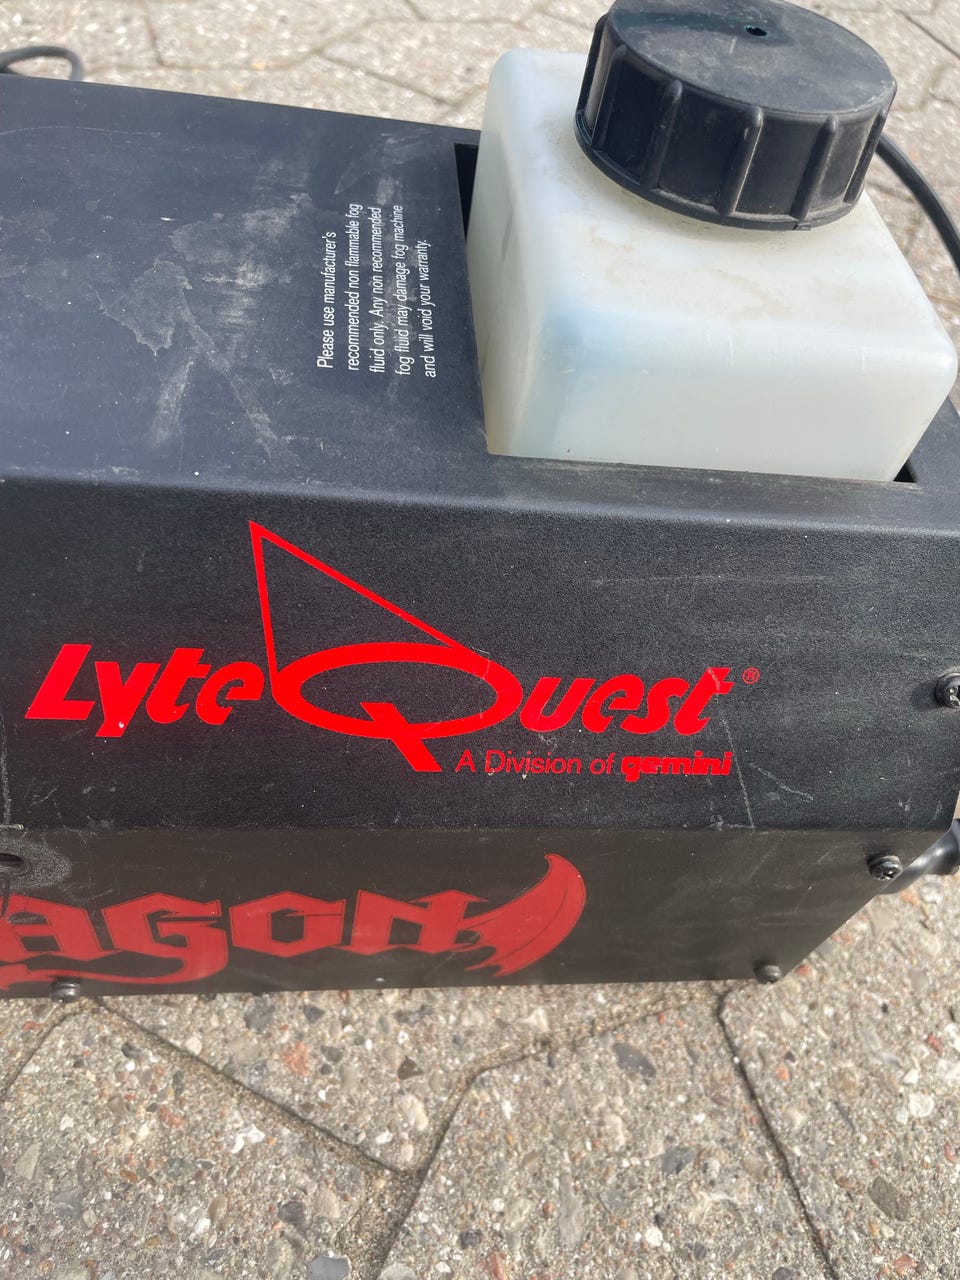 Please use manufacturer's
recommended non flammable fog
fluid only. Any non recommended
fog fluid may damage fog machine
and will void your warranty.
LyteQuest®
A Division of gemini
AGON